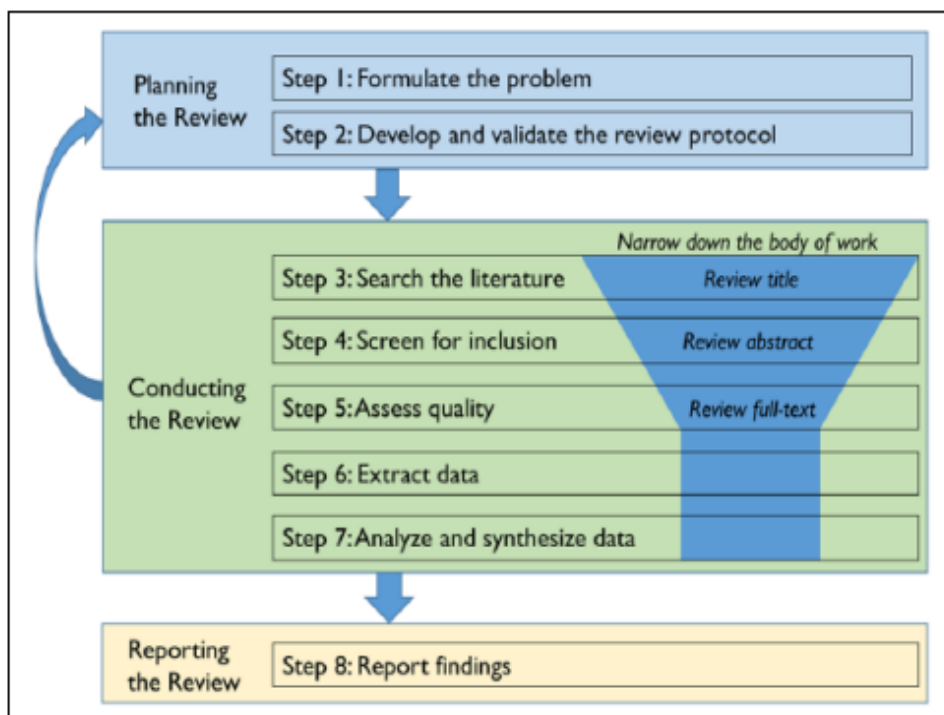 Planning
the Review
Step 1: Formulate the problem
Step 2: Develop and validate the review protocol
Narrow down the body of work
Conducting
the Review
Step 3: Search the literature
Review title
Step 4: Screen for inclusion
Review abstract
Step 5: Assess quality
Review full-text
Step 6: Extract data
Step 7: Analyze and synthesize data
Reporting
the Review
Step 8: Report findings